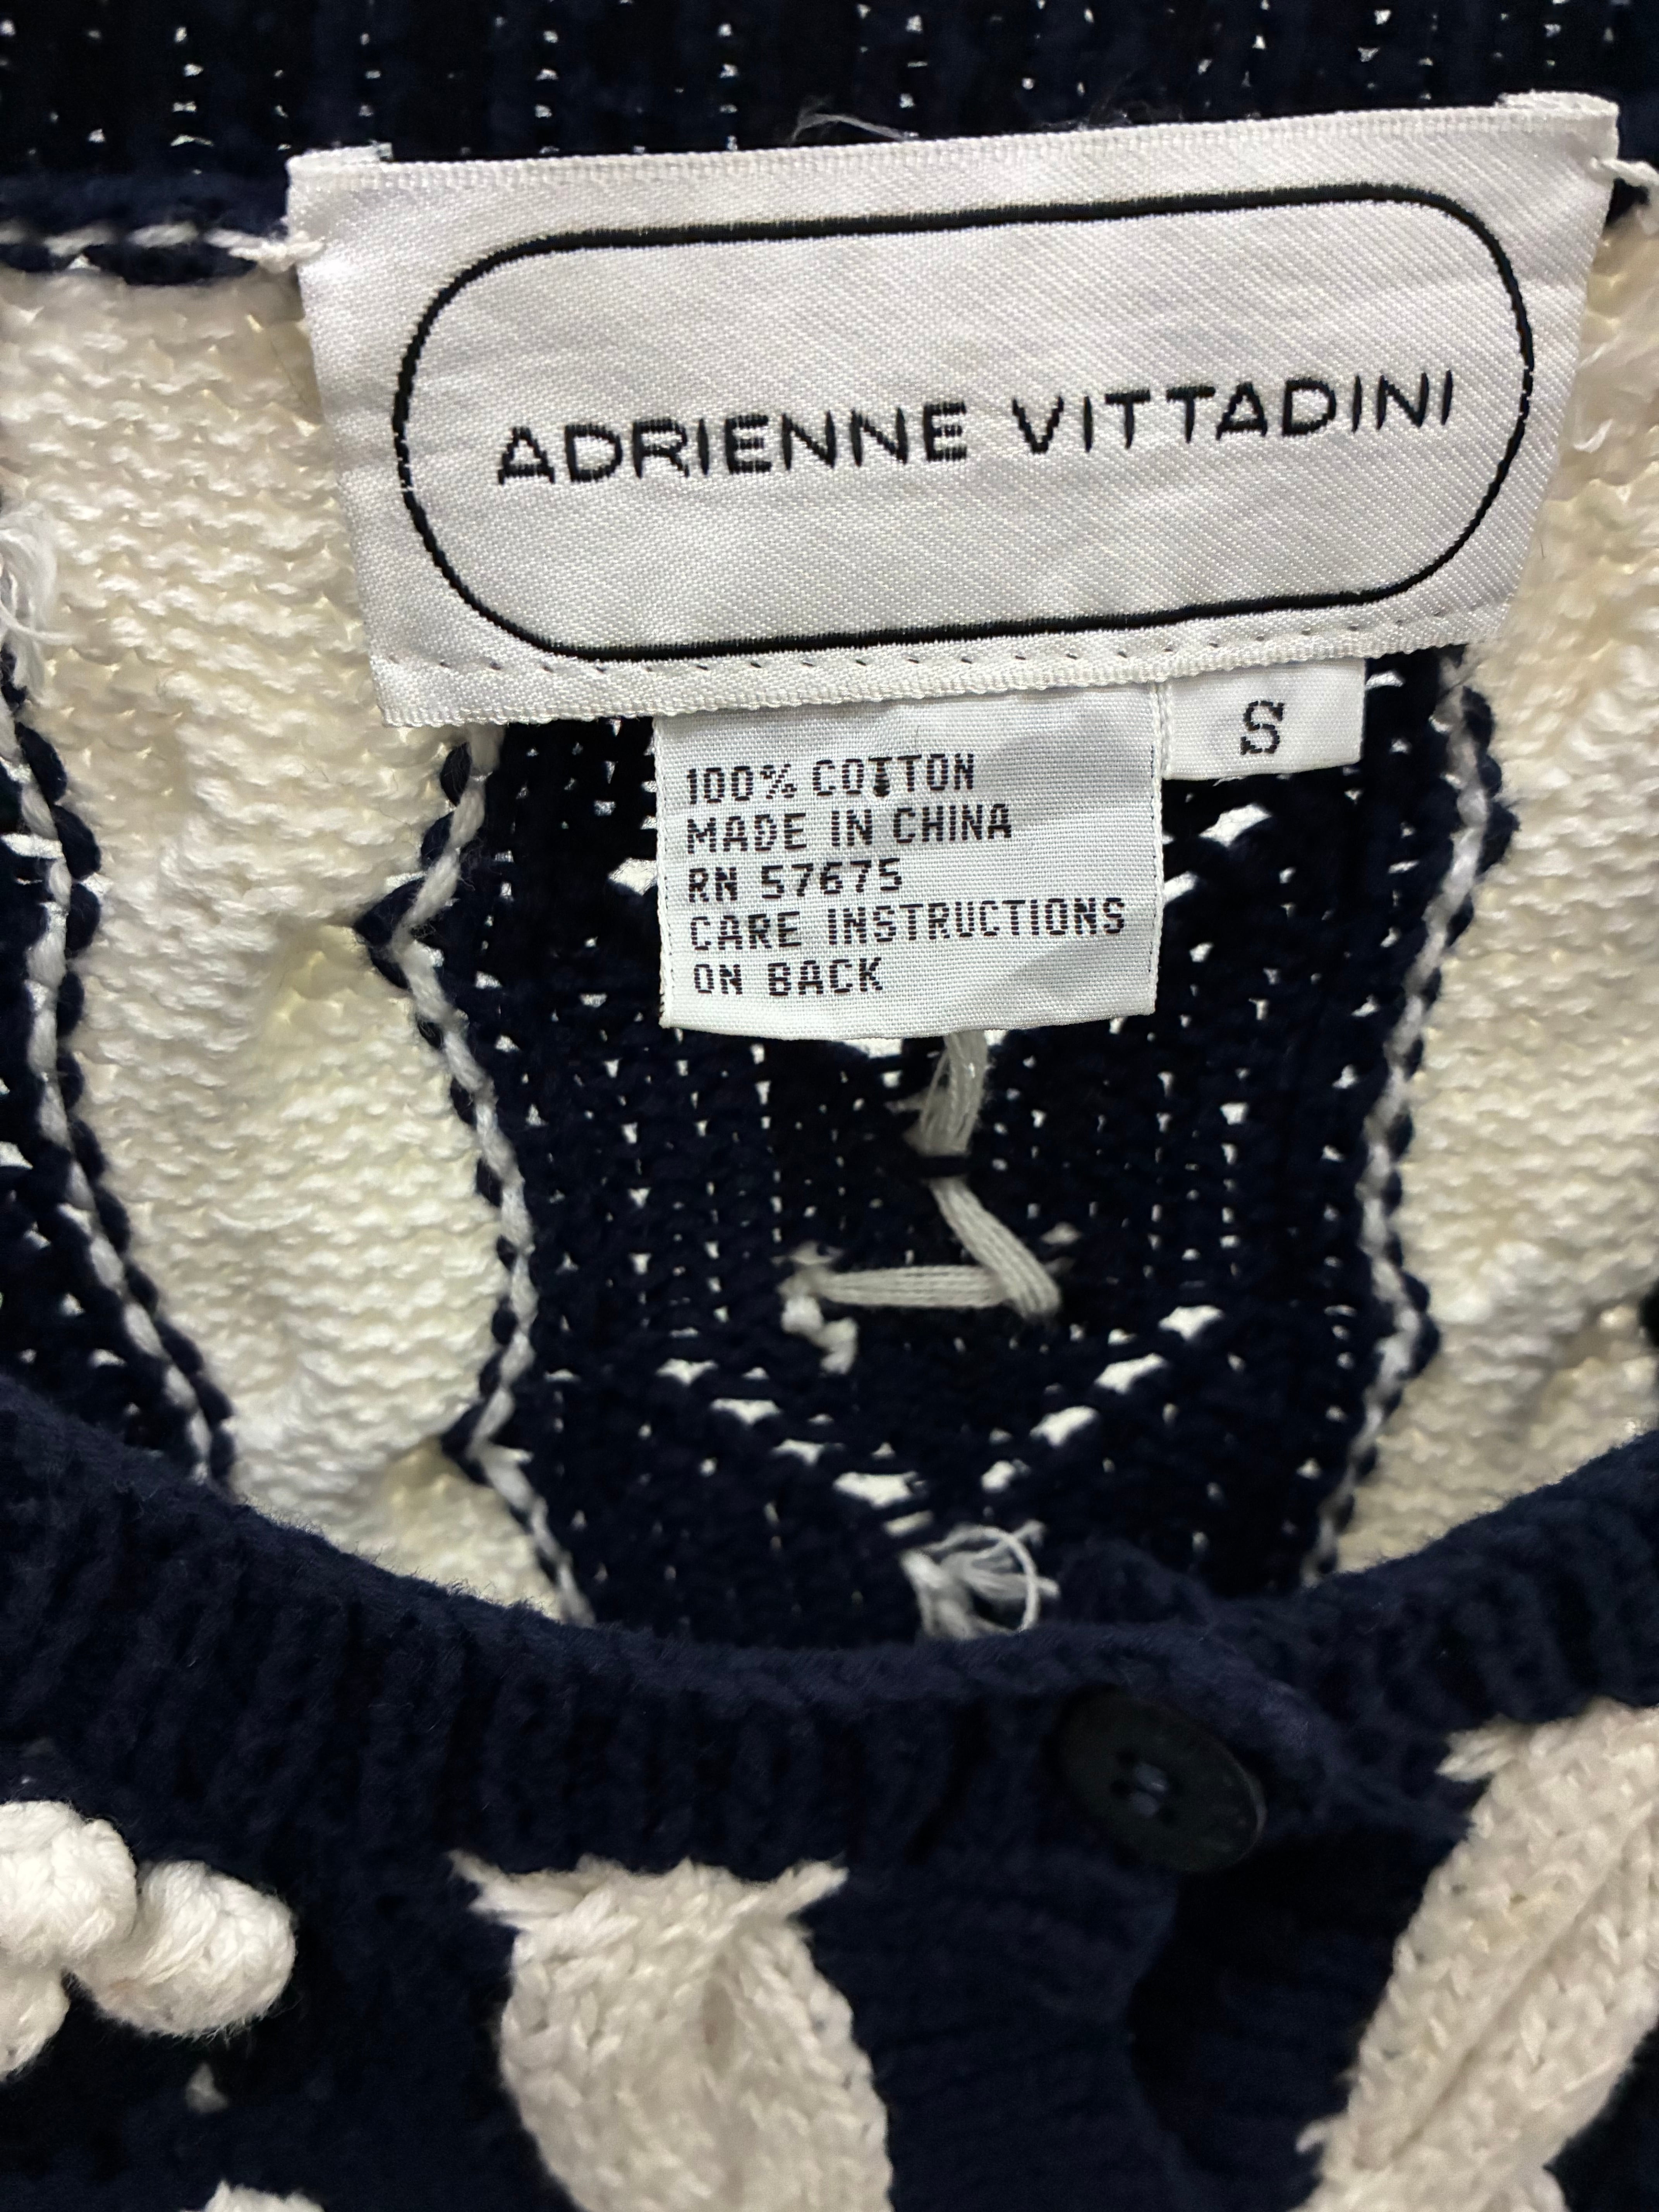 ADRIENNE VITTADINI
S
100% COTTON
MADE IN CHINA
RN 57675
CARE INSTRUCTIONS
ON BACK